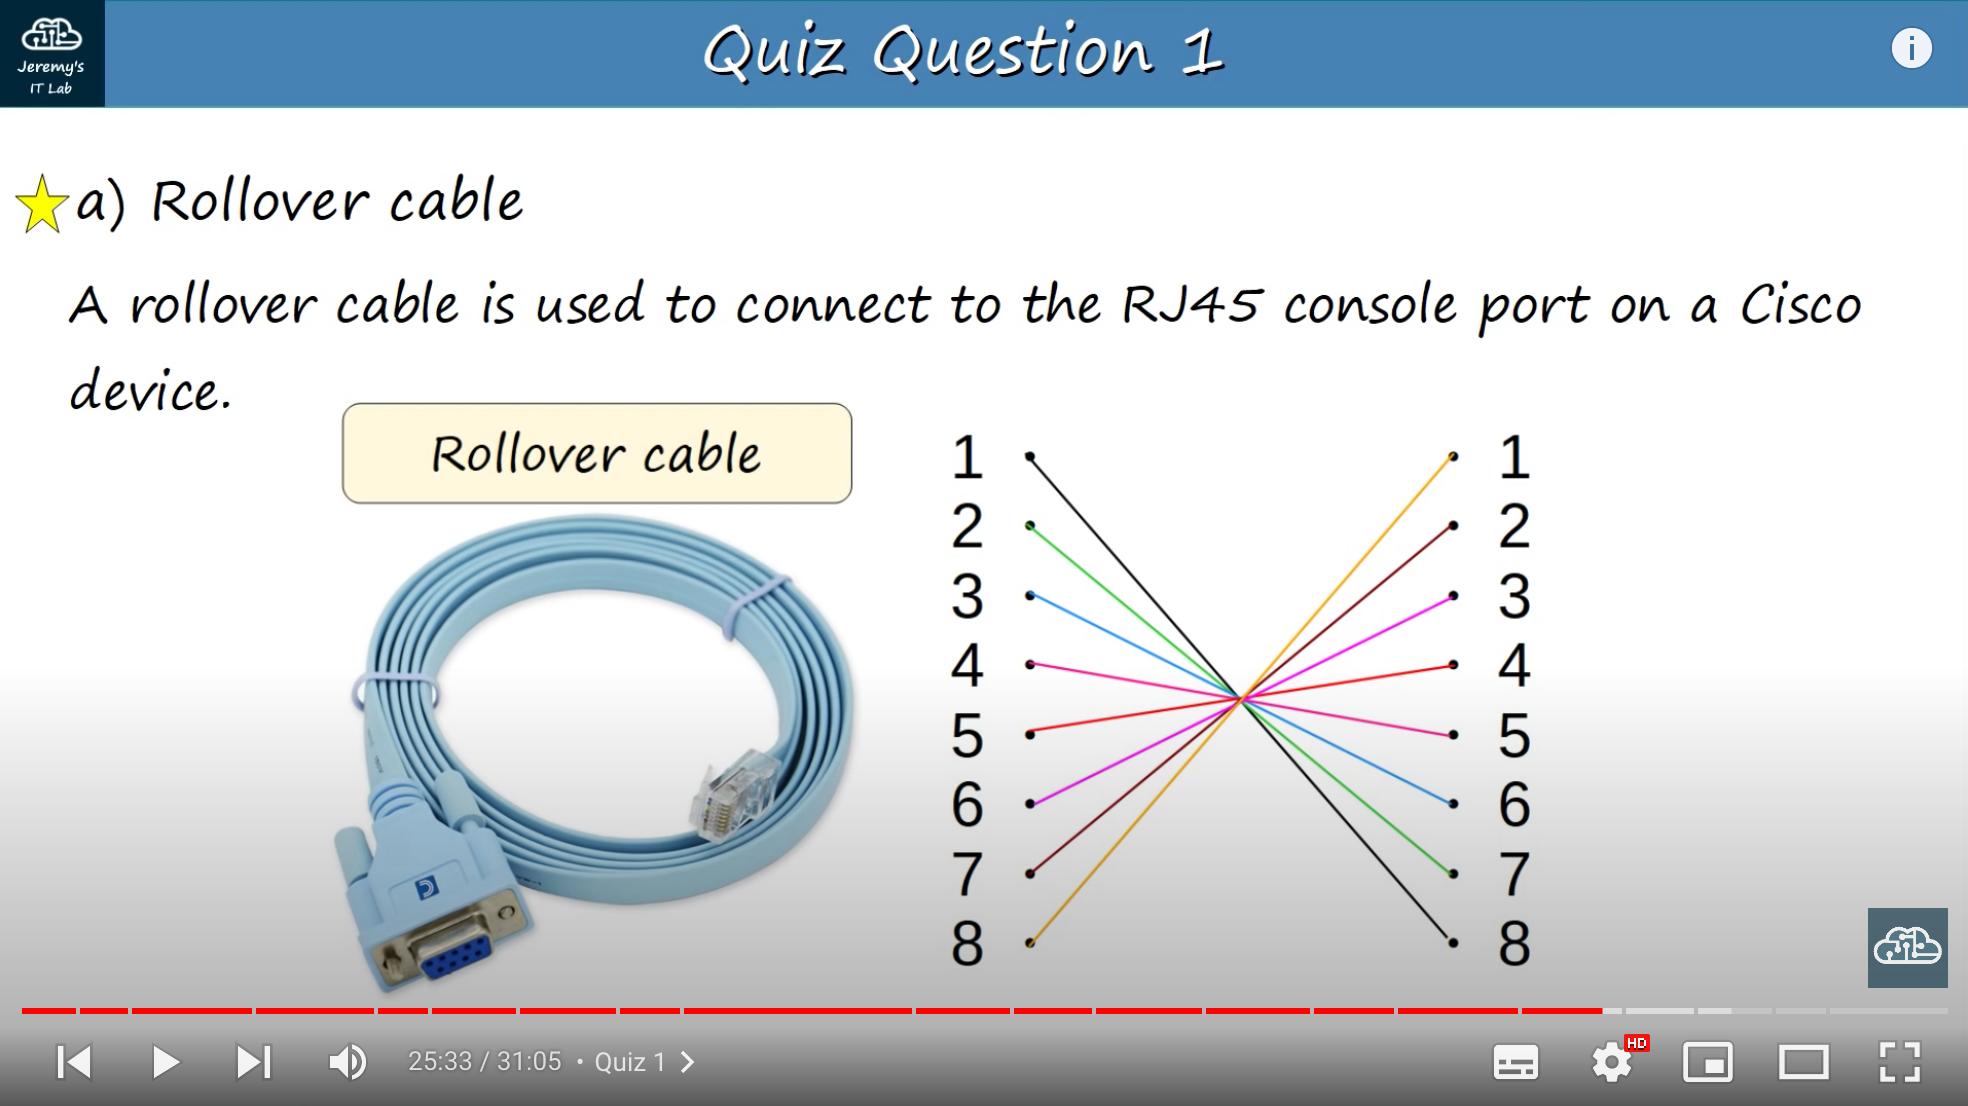 Jeremy's
IT Lab
Quiz Question 1
a) Rollover cable
A rollover cable is used to connect to the RJ45 console port on a Cisco
device.
Rollover cable
1 1
2 2
3 3
4 4
5 5
6 6
7 7
8 8
25:33 / 31:05 • Quiz 1
HD